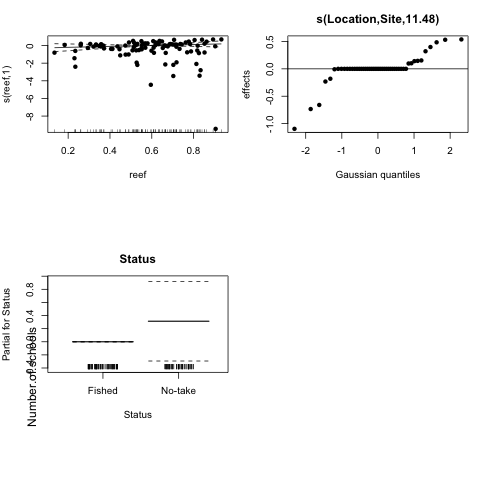 s(reef,1)
0
-2
-4
-6
-8
0.2 0.4 0.6 0.8
reef
s(Location,Site,11.48)
effects
0.5
0.0
-0.5
-1.0
-2 -1 0 1 2
Gaussian quantiles
Status
Partial for Status
Number.of.schools
0.8
0.4
0.0
-0.4
Fished No-take
Status